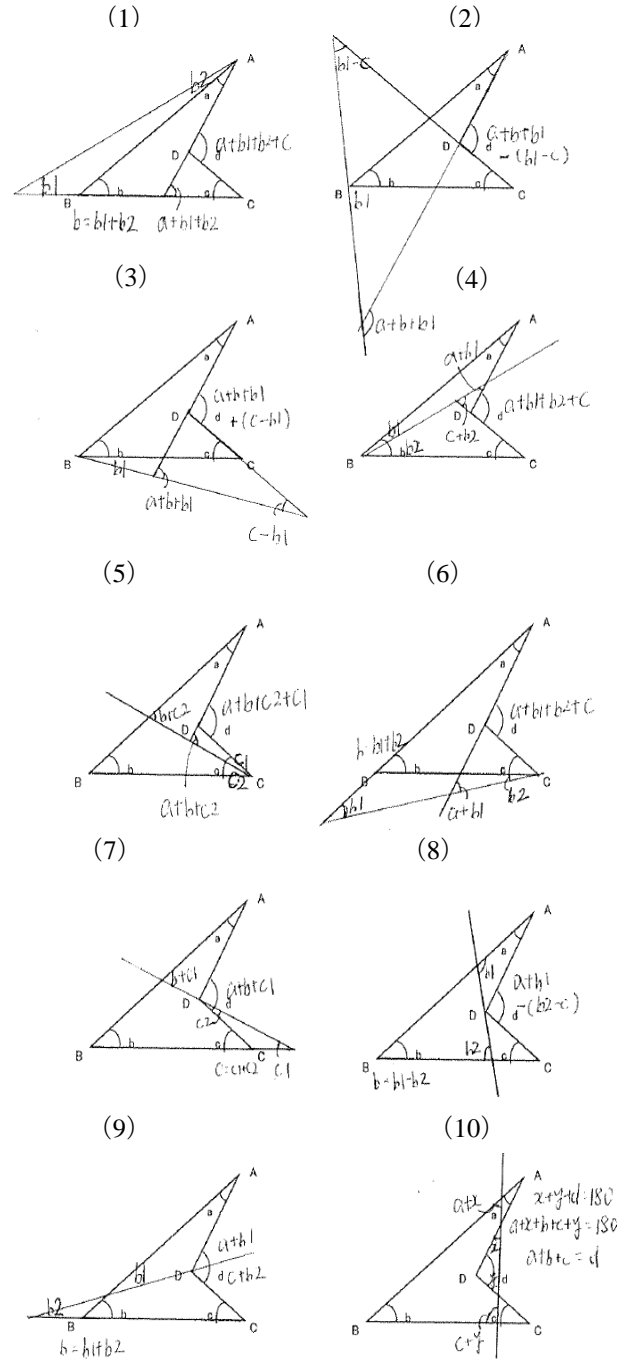 (1)
A
b2
a
a+b1+b2+c
D
d
b1
b
c
B
C
b=b1+b2
a+b1+b2
(2)
b1-c
A
a
a+b+b1
D
d
-(b1-c)
B
b
c
C
b1
a+b+b1
(3)
A
a
a+b+b1
D
d
+(c-b1)
b
c
B
b1
C
a+b+b1
c-b1
(4)
A
a+b1
a
D
d
a+b1+b2+c
b1
c+b2
B
b
b2
c
C
(5)
A
a
b+c2
a+b+c2+c1
D
d
c1
B
b
c
C
c2
a+b+c2
(6)
A
a
a+b1+b2+c
D
d
b=b1+b2
B
b
c
C
b1
b2
a+b1
(7)
A
a
b+c1
a+b+c1
D
d
c2
B
b
c
C
c=c1+c2
c1
(8)
A
a
b1
a+b1
D
d
-(b2-c)
b2
B
b
c
C
b=b1-b2
(9)
A
a
a+b1
b1
D
d
c+b2
b2
B
b
c
C
b=b1+b2
(10)
A
a+x
a
x+y+d=180
a+x+b+c+y=180
x
a+b+c=d
D
y
d
B
b
c
C
c+y